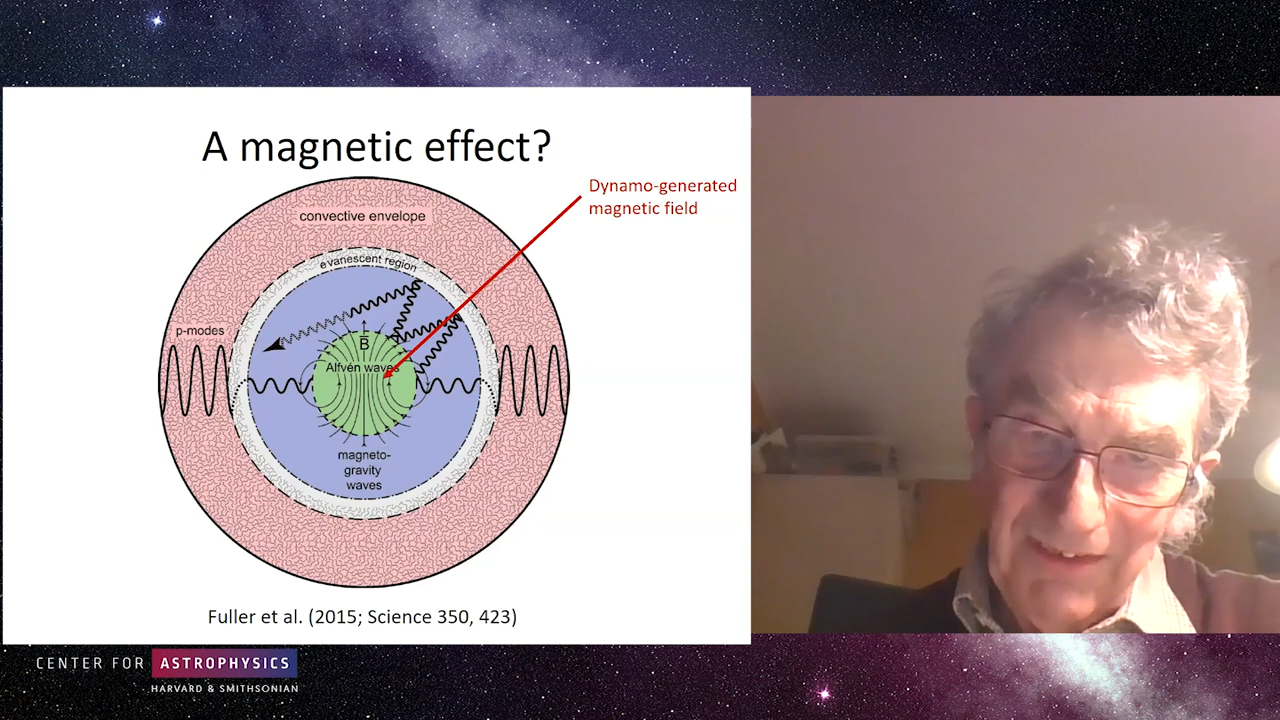 A magnetic effect?
Dynamo-generated
magnetic field
convective envelope
evanescent region
p-modes
B
Alfvén waves
magneto-
gravity
waves
Fuller et al. (2015; Science 350, 423)
CENTER FOR ASTROPHYSICS
HARVARD & SMITHSONIAN